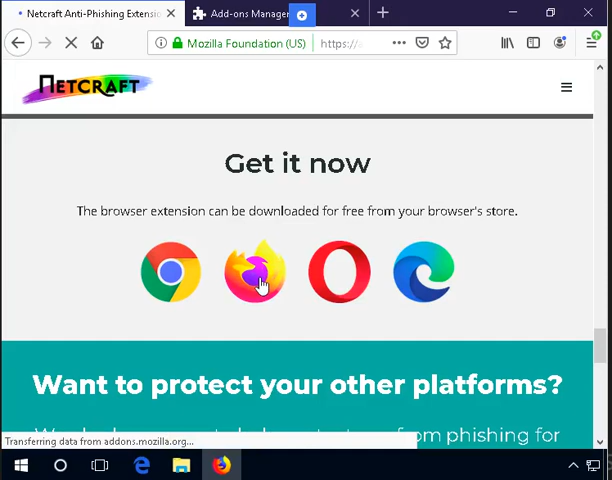 Netcraft Anti-Phishing Extensi
Add-ons Manager
Mozilla Foundation (US)
https://
NETCRAFT
Get it now
The browser extension can be downloaded for free from your browser's store.
Want to protect your other platforms?
from phishing for
Transferring data from addons.mozilla.org...